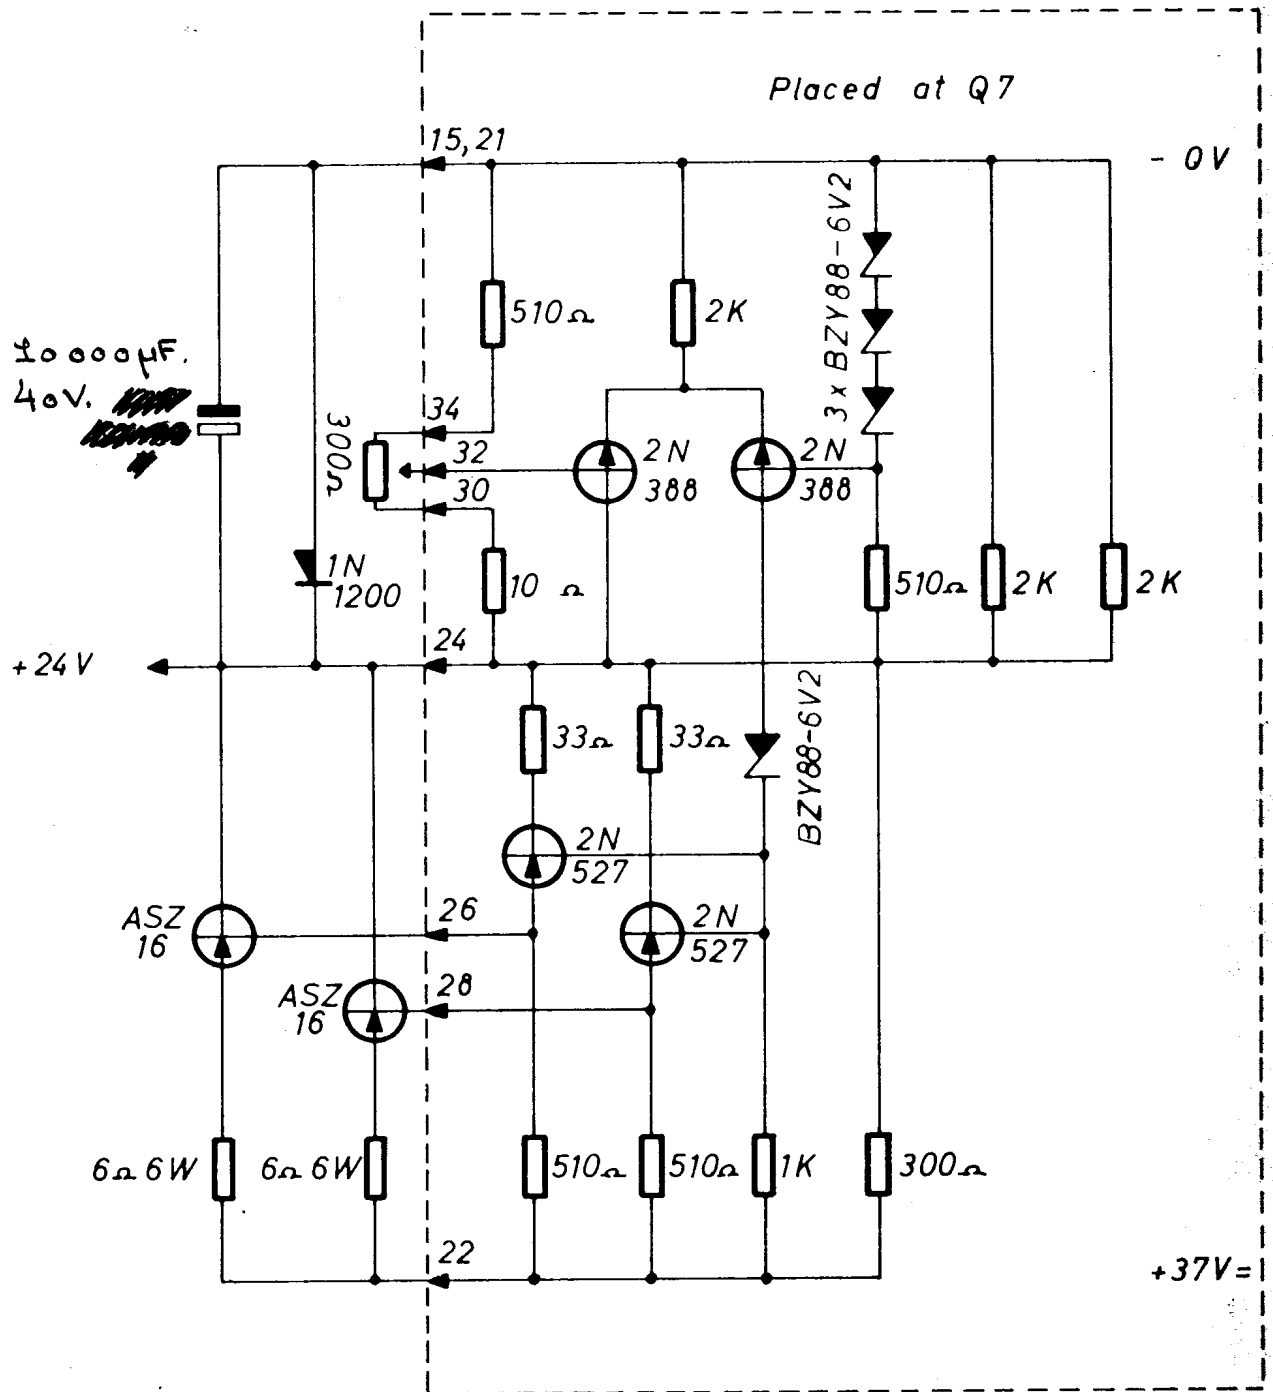 Placed at Q7
15,21
- 0V
3 x BZY88-6V2
510Ω
2K
10000µF.
40V.
34
300Ω
32
2N
388
2N
388
30
1N
1200
10 Ω
510Ω
2K
2K
24
+24V
33Ω
33Ω
BZY88-6V2
2N
527
ASZ
16
26
2N
527
ASZ
16
28
6Ω 6W
6Ω 6W
510Ω
510Ω
1K
300Ω
22
+37V=